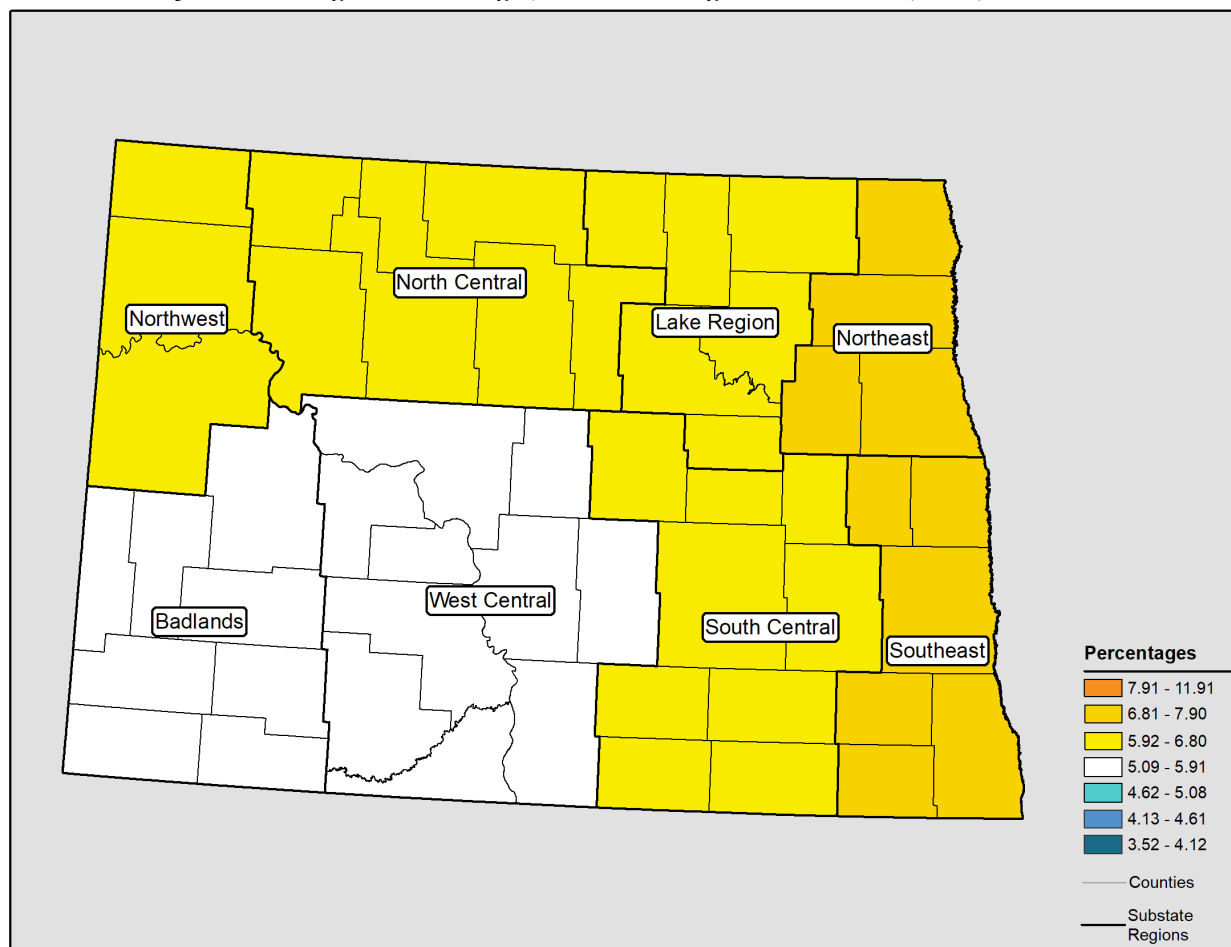 North Central
Northwest
Lake Region
Northeast
West Central
Badlands
South Central
Southeast
Percentages
7.91 - 11.91
6.81 - 7.90
5.92 - 6.80
5.09 - 5.91
4.62 - 5.08
4.13 - 4.61
3.52 - 4.12
Counties
Substate
Regions